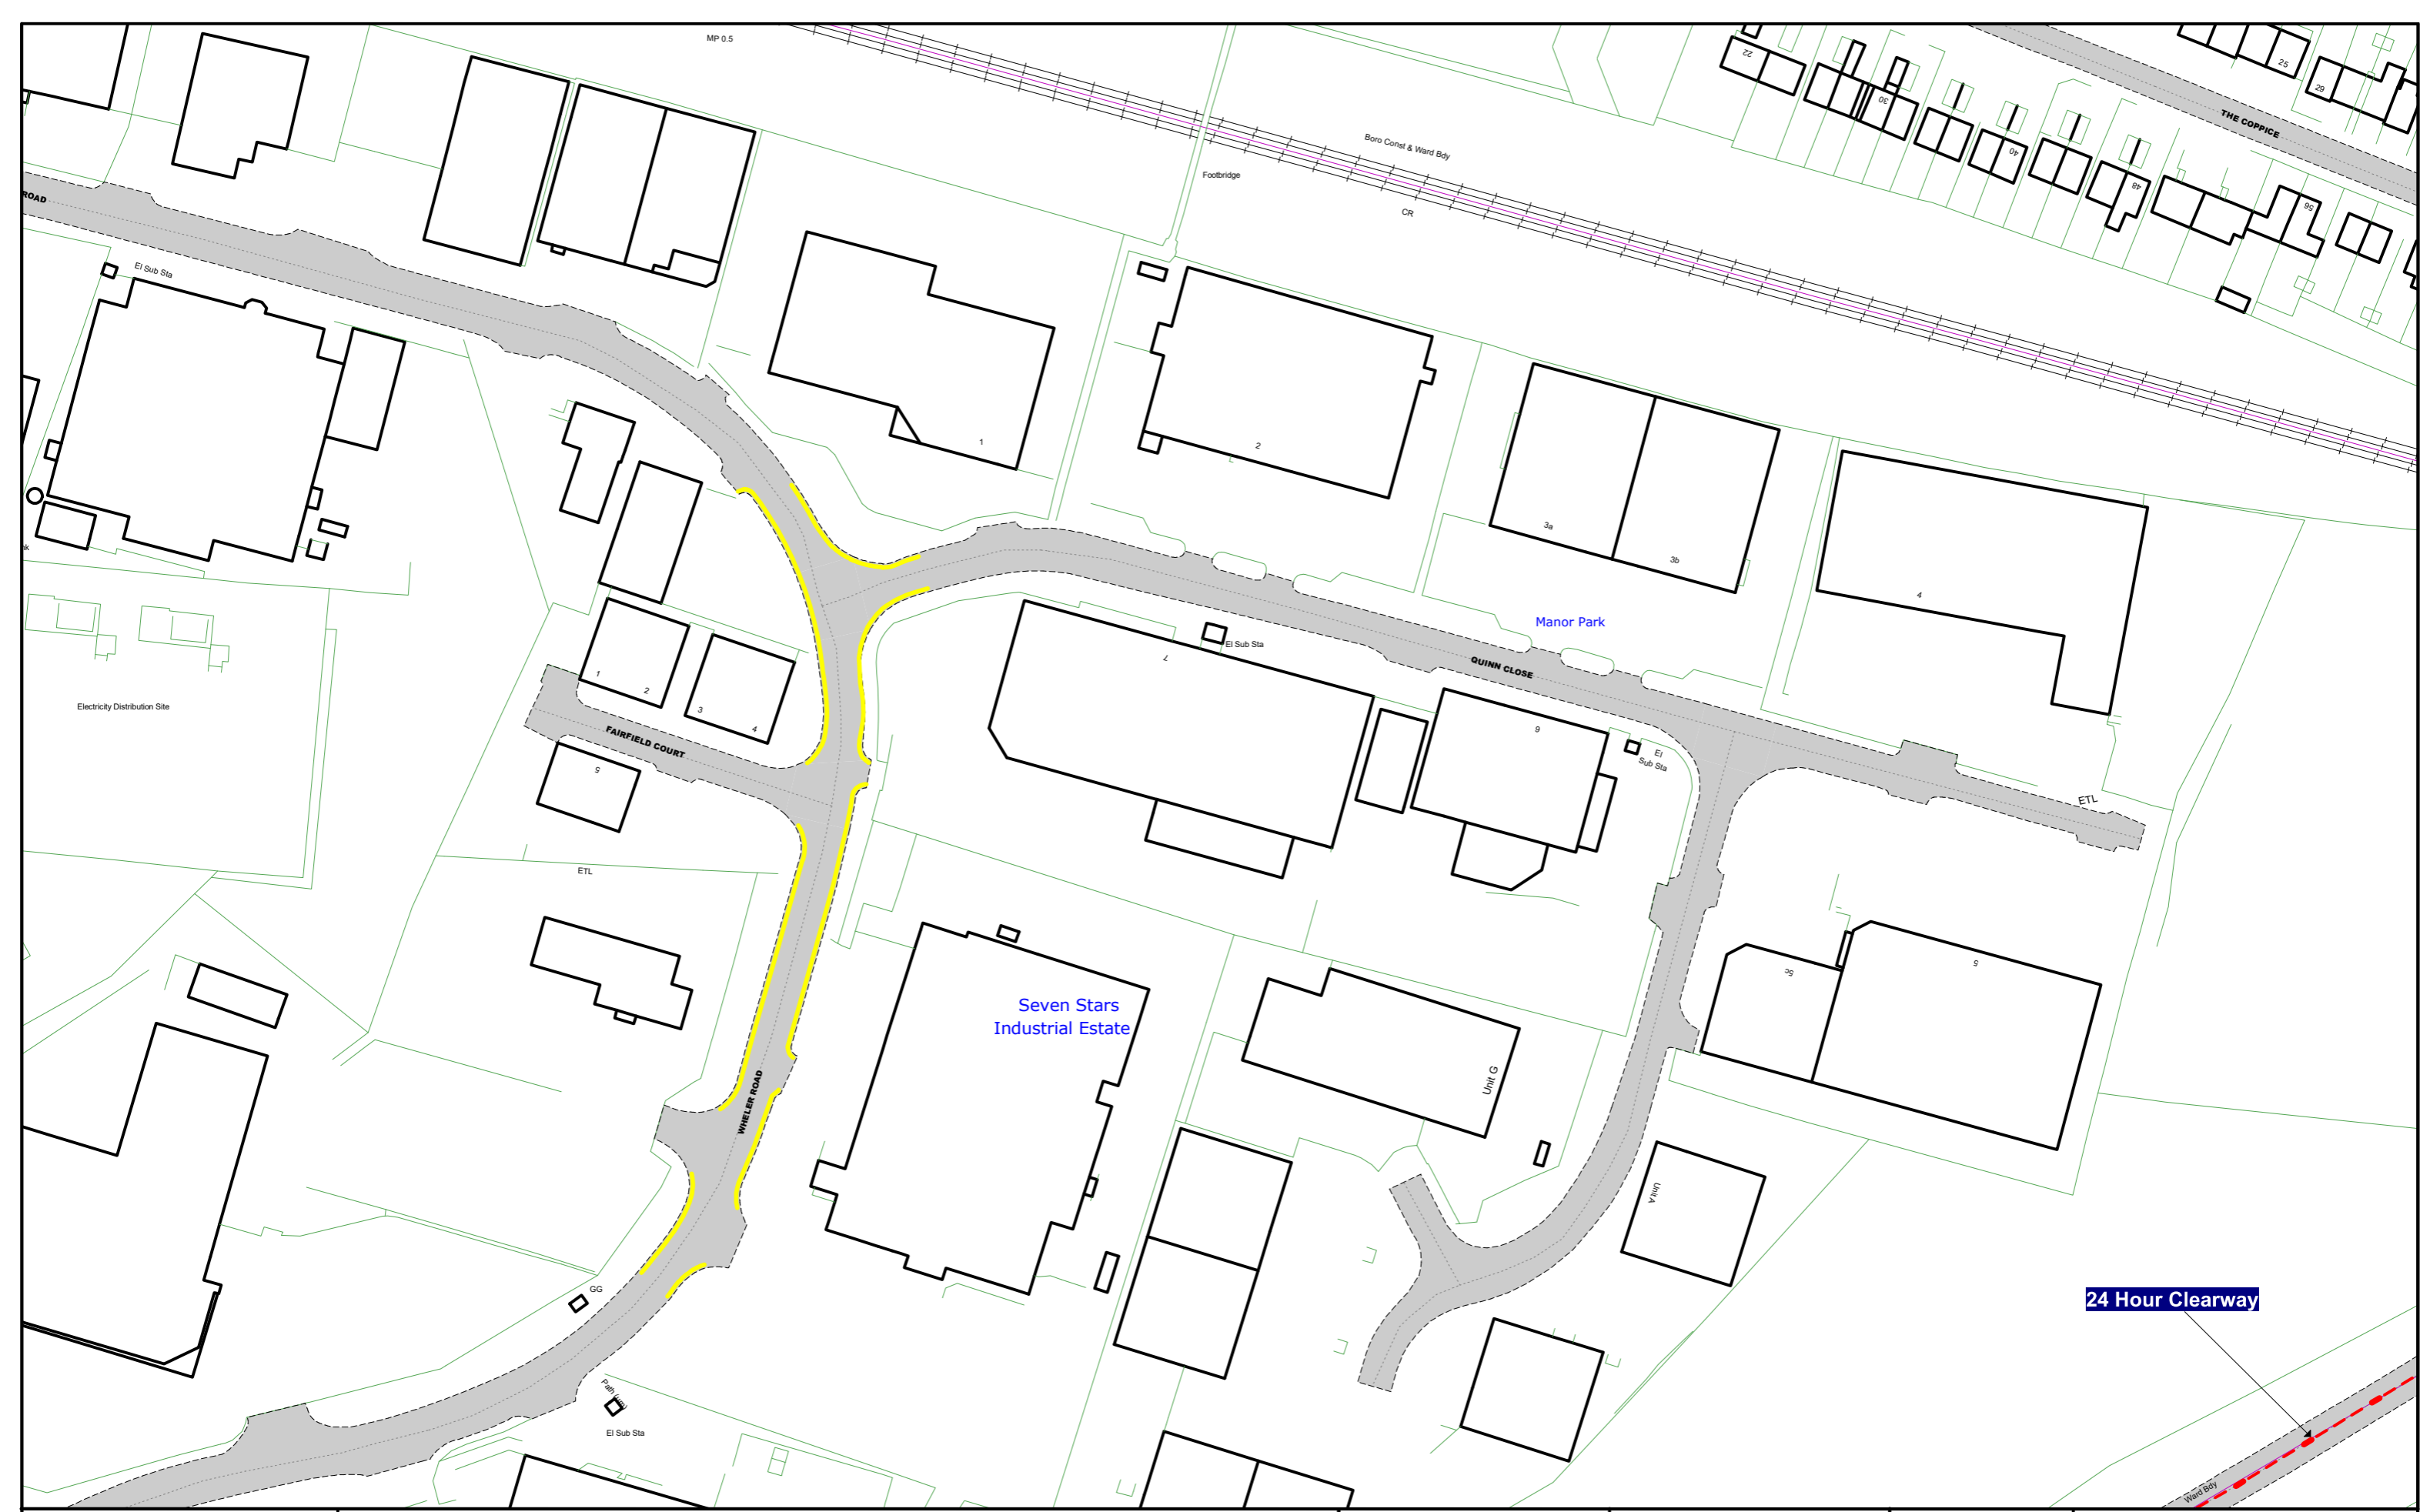 MP 0.5
22
25
29
30
THE COPPICE
Boro Const & Ward Bdy
40
Footbridge
48
ROAD
CR
56
El Sub Sta
1
2
3a
3b
4
Manor Park
El Sub Sta
7
QUINN CLOSE
1
2
3
4
Electricity Distribution Site
FAIRFIELD COURT
6
El
Sub Sta
5
ETL
ETL
5c
5
Seven Stars
Industrial Estate
Unit G
WHELER ROAD
Unit A
GG
24 Hour Clearway
Path (um)
El Sub Sta
Ward Bdy